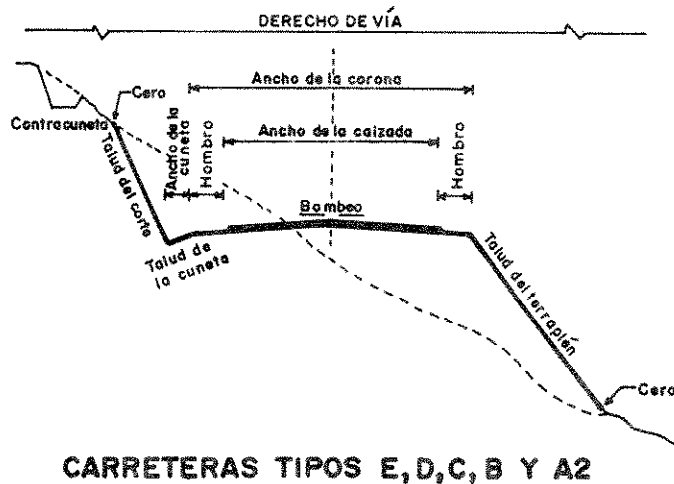 DERECHO DE VÍA
Ancho de la corona
Cero
Contracuneta
Ancho de la
cuneta
Hombro
Ancho de la calzada
Hombro
Talud del corte
Bombeo
Talud de
la cuneta
Talud del terraplén
Cero
CARRETERAS TIPOS E, D, C, B Y A2